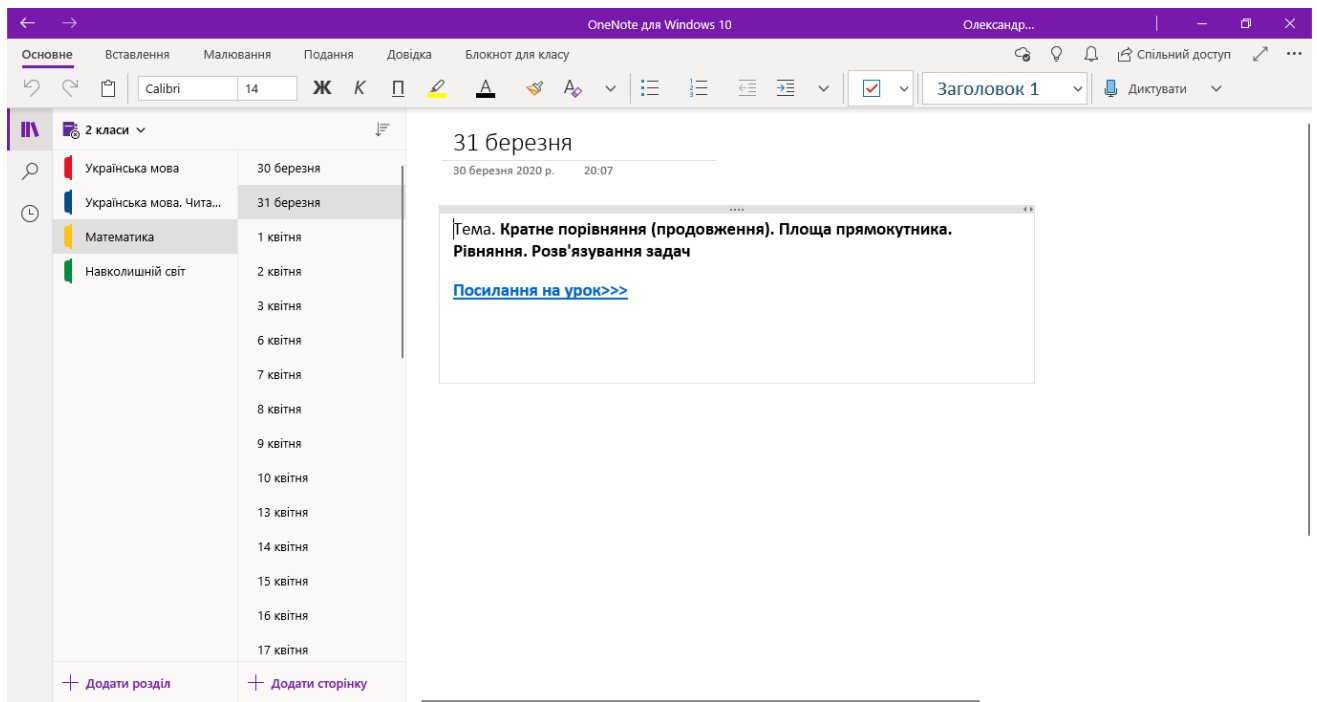 OneNote для Windows 10
Олександр...
Основне Вставлення Малювання Подання Довідка Блокнот для класу
Спільний доступ
Calibri 14 Ж К П А Заголовок 1 Диктувати
2 класи
Українська мова
Українська мова. Чита...
Математика
Навколишній світ
Додати розділ
30 березня
31 березня
1 квітня
2 квітня
3 квітня
6 квітня
7 квітня
8 квітня
9 квітня
10 квітня
13 квітня
14 квітня
15 квітня
16 квітня
17 квітня
Додати сторінку
31 березня
30 березня 2020 р. 20:07
Тема. Кратне порівняння (продовження). Площа прямокутника.
Рівняння. Розв'язування задач
Посилання на урок>>>